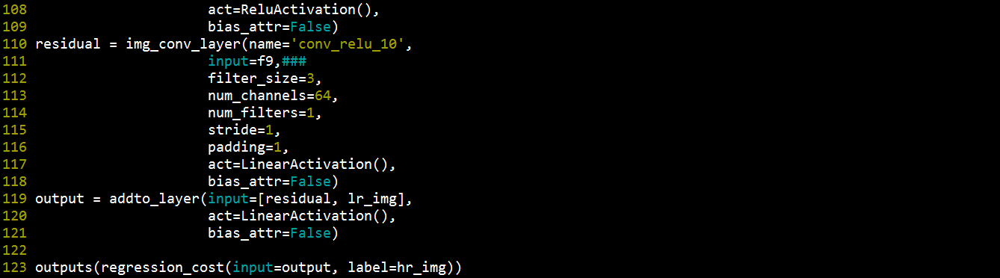 108                      act=ReluActivation(),
109                      bias_attr=False)
110 residual = img_conv_layer(name='conv_relu_10',
111                      input=f9,###
112                      filter_size=3,
113                      num_channels=64,
114                      num_filters=1,
115                      stride=1,
116                      padding=1,
117                      act=LinearActivation(),
118                      bias_attr=False)
119 output = addto_layer(input=[residual, lr_img],
120                      act=LinearActivation(),
121                      bias_attr=False)
122
123 outputs(regression_cost(input=output, label=hr_img))